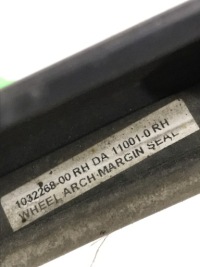 1032268-00 RH DA 11001-0 RH
WHEEL ARCH MARGIN SEAL